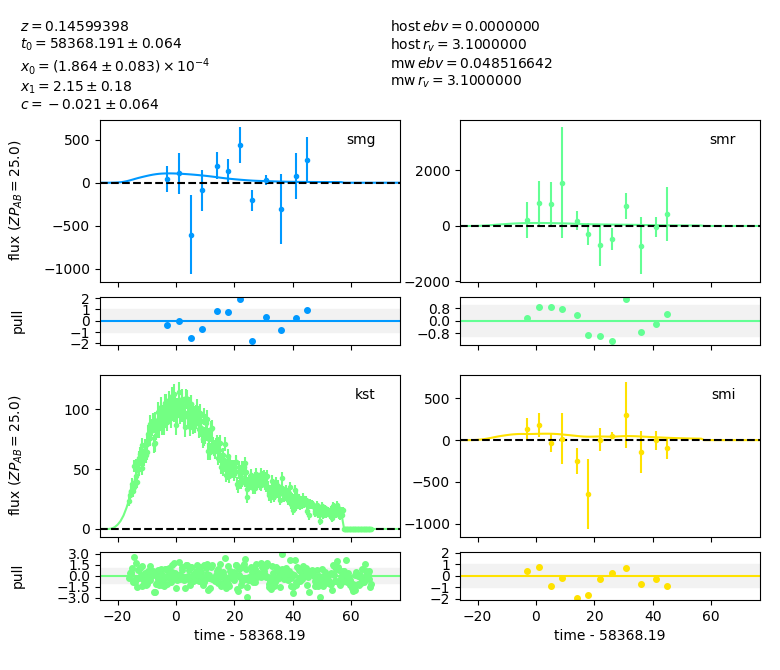 z = 0.14599398
t₀ = 58368.191 ± 0.064
x₀ = (1.864 ± 0.083) × 10⁻⁴
x₁ = 2.15 ± 0.18
c = −0.021 ± 0.064
host ebv = 0.0000000
host r_v = 3.1000000
mw ebv = 0.048516642
mw r_v = 3.1000000
flux (ZP_AB = 25.0)
500
0
−500
−1000
smg
2000
0
−2000
smr
pull
2
1
0
−1
−2
0.8
0.0
−0.8
flux (ZP_AB = 25.0)
100
50
0
kst
500
0
−500
−1000
smi
pull
3.0
1.5
0.0
−1.5
−3.0
2
1
0
−1
−2
−20 0 20 40 60
−20 0 20 40 60
time - 58368.19
time - 58368.19